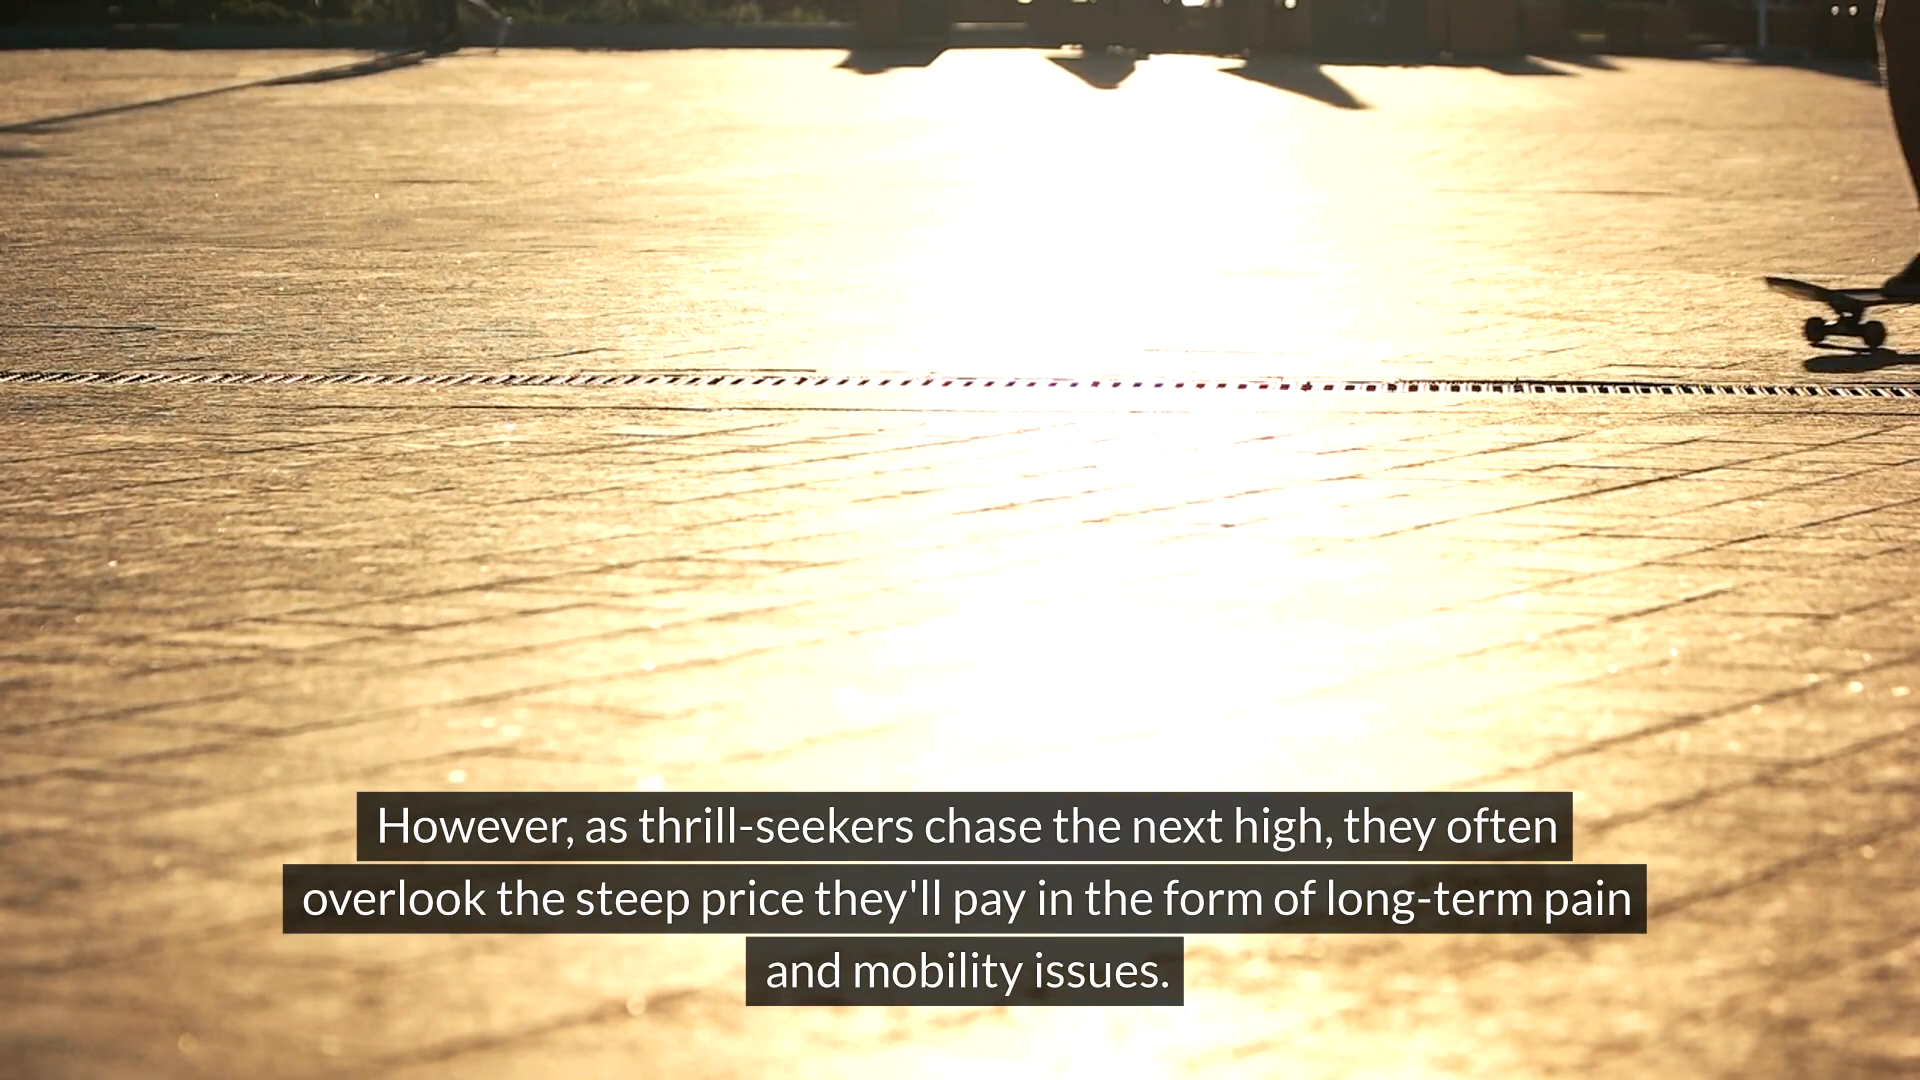 However, as thrill-seekers chase the next high, they often
overlook the steep price they'll pay in the form of long-term pain
and mobility issues.